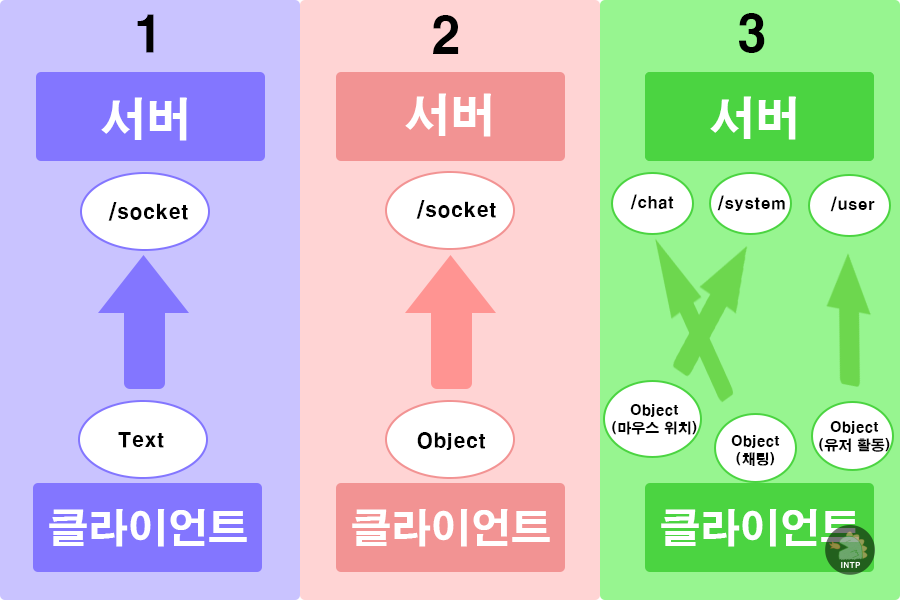 1
서버
/socket
Text
클라이언트
2
서버
/socket
Object
클라이언트
3
서버
/chat
/system
/user
Object
(마우스 위치)
Object
(채팅)
Object
(유저 활동)
클라이언트
INTP